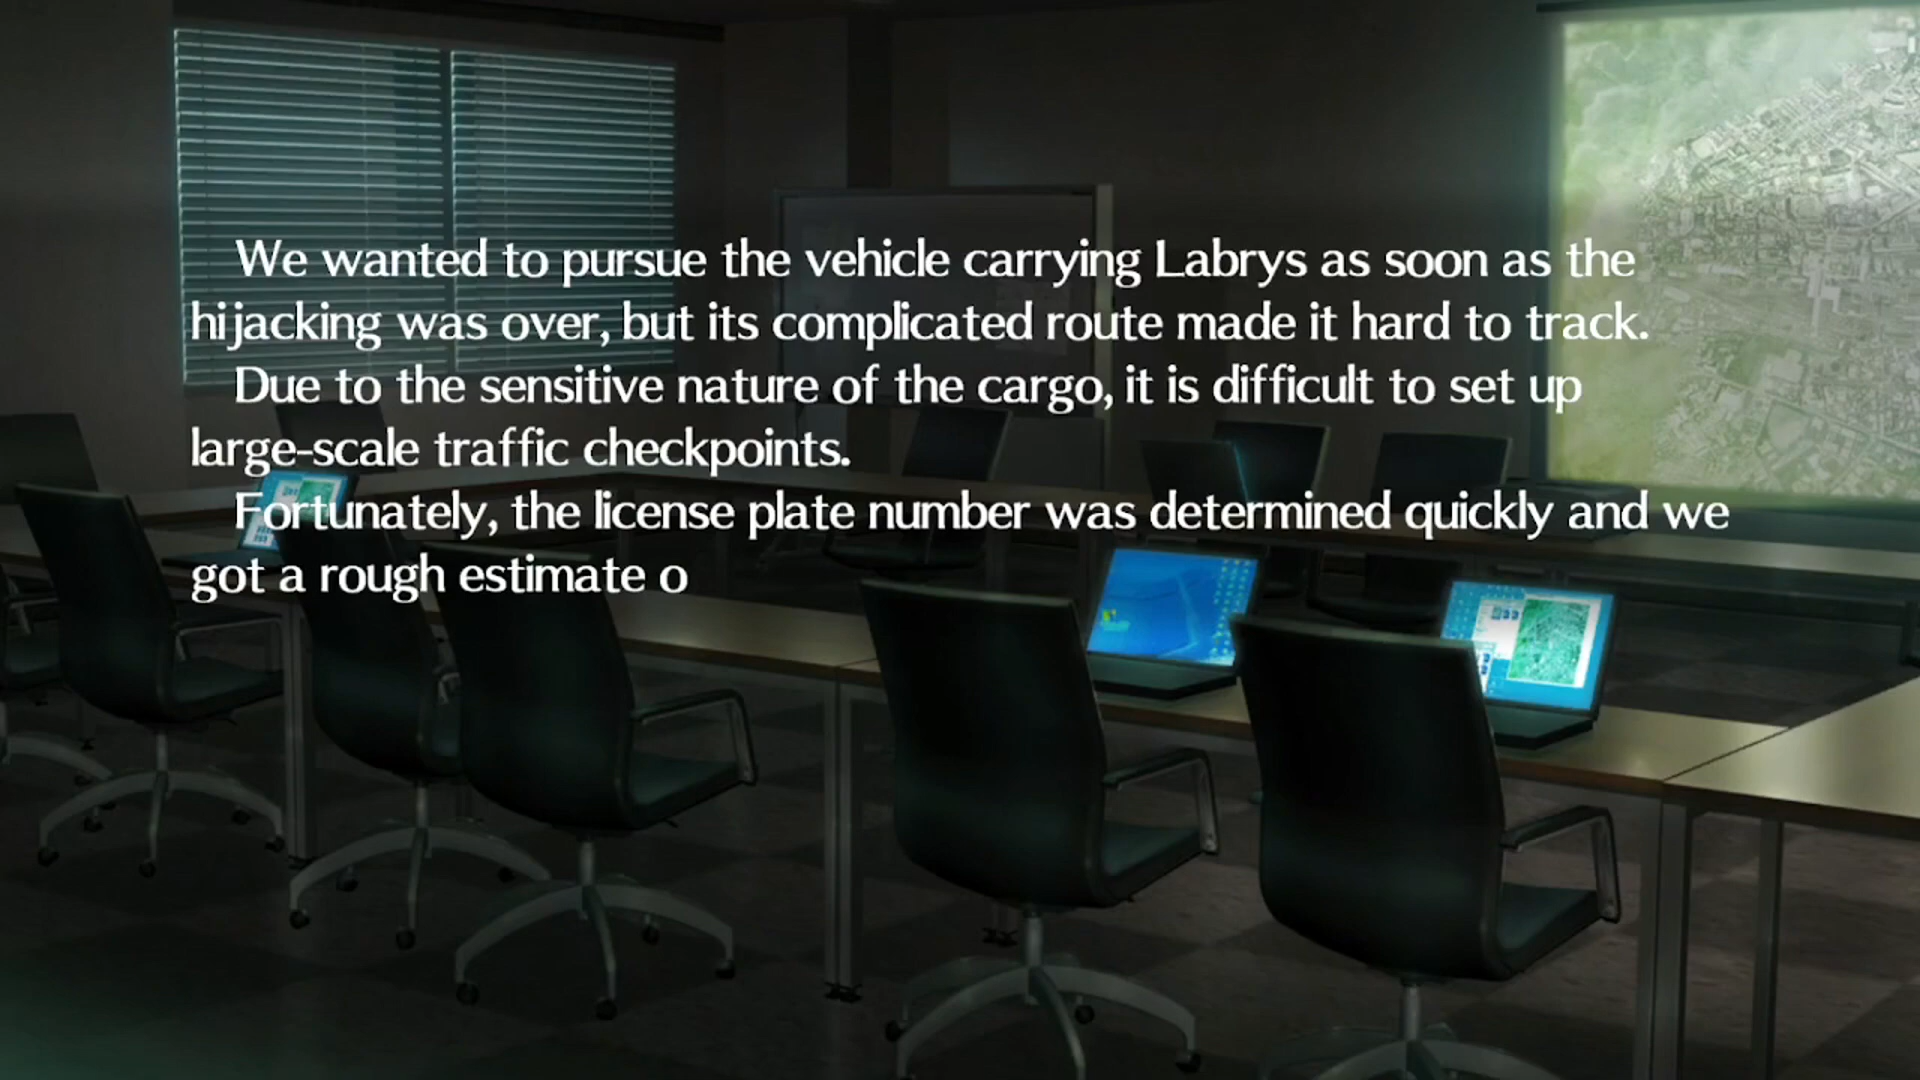 We wanted to pursue the vehicle carrying Labrys as soon as the
hijacking was over, but its complicated route made it hard to track.
Due to the sensitive nature of the cargo, it is difficult to set up
large-scale traffic checkpoints.
Fortunately, the license plate number was determined quickly and we
got a rough estimate o